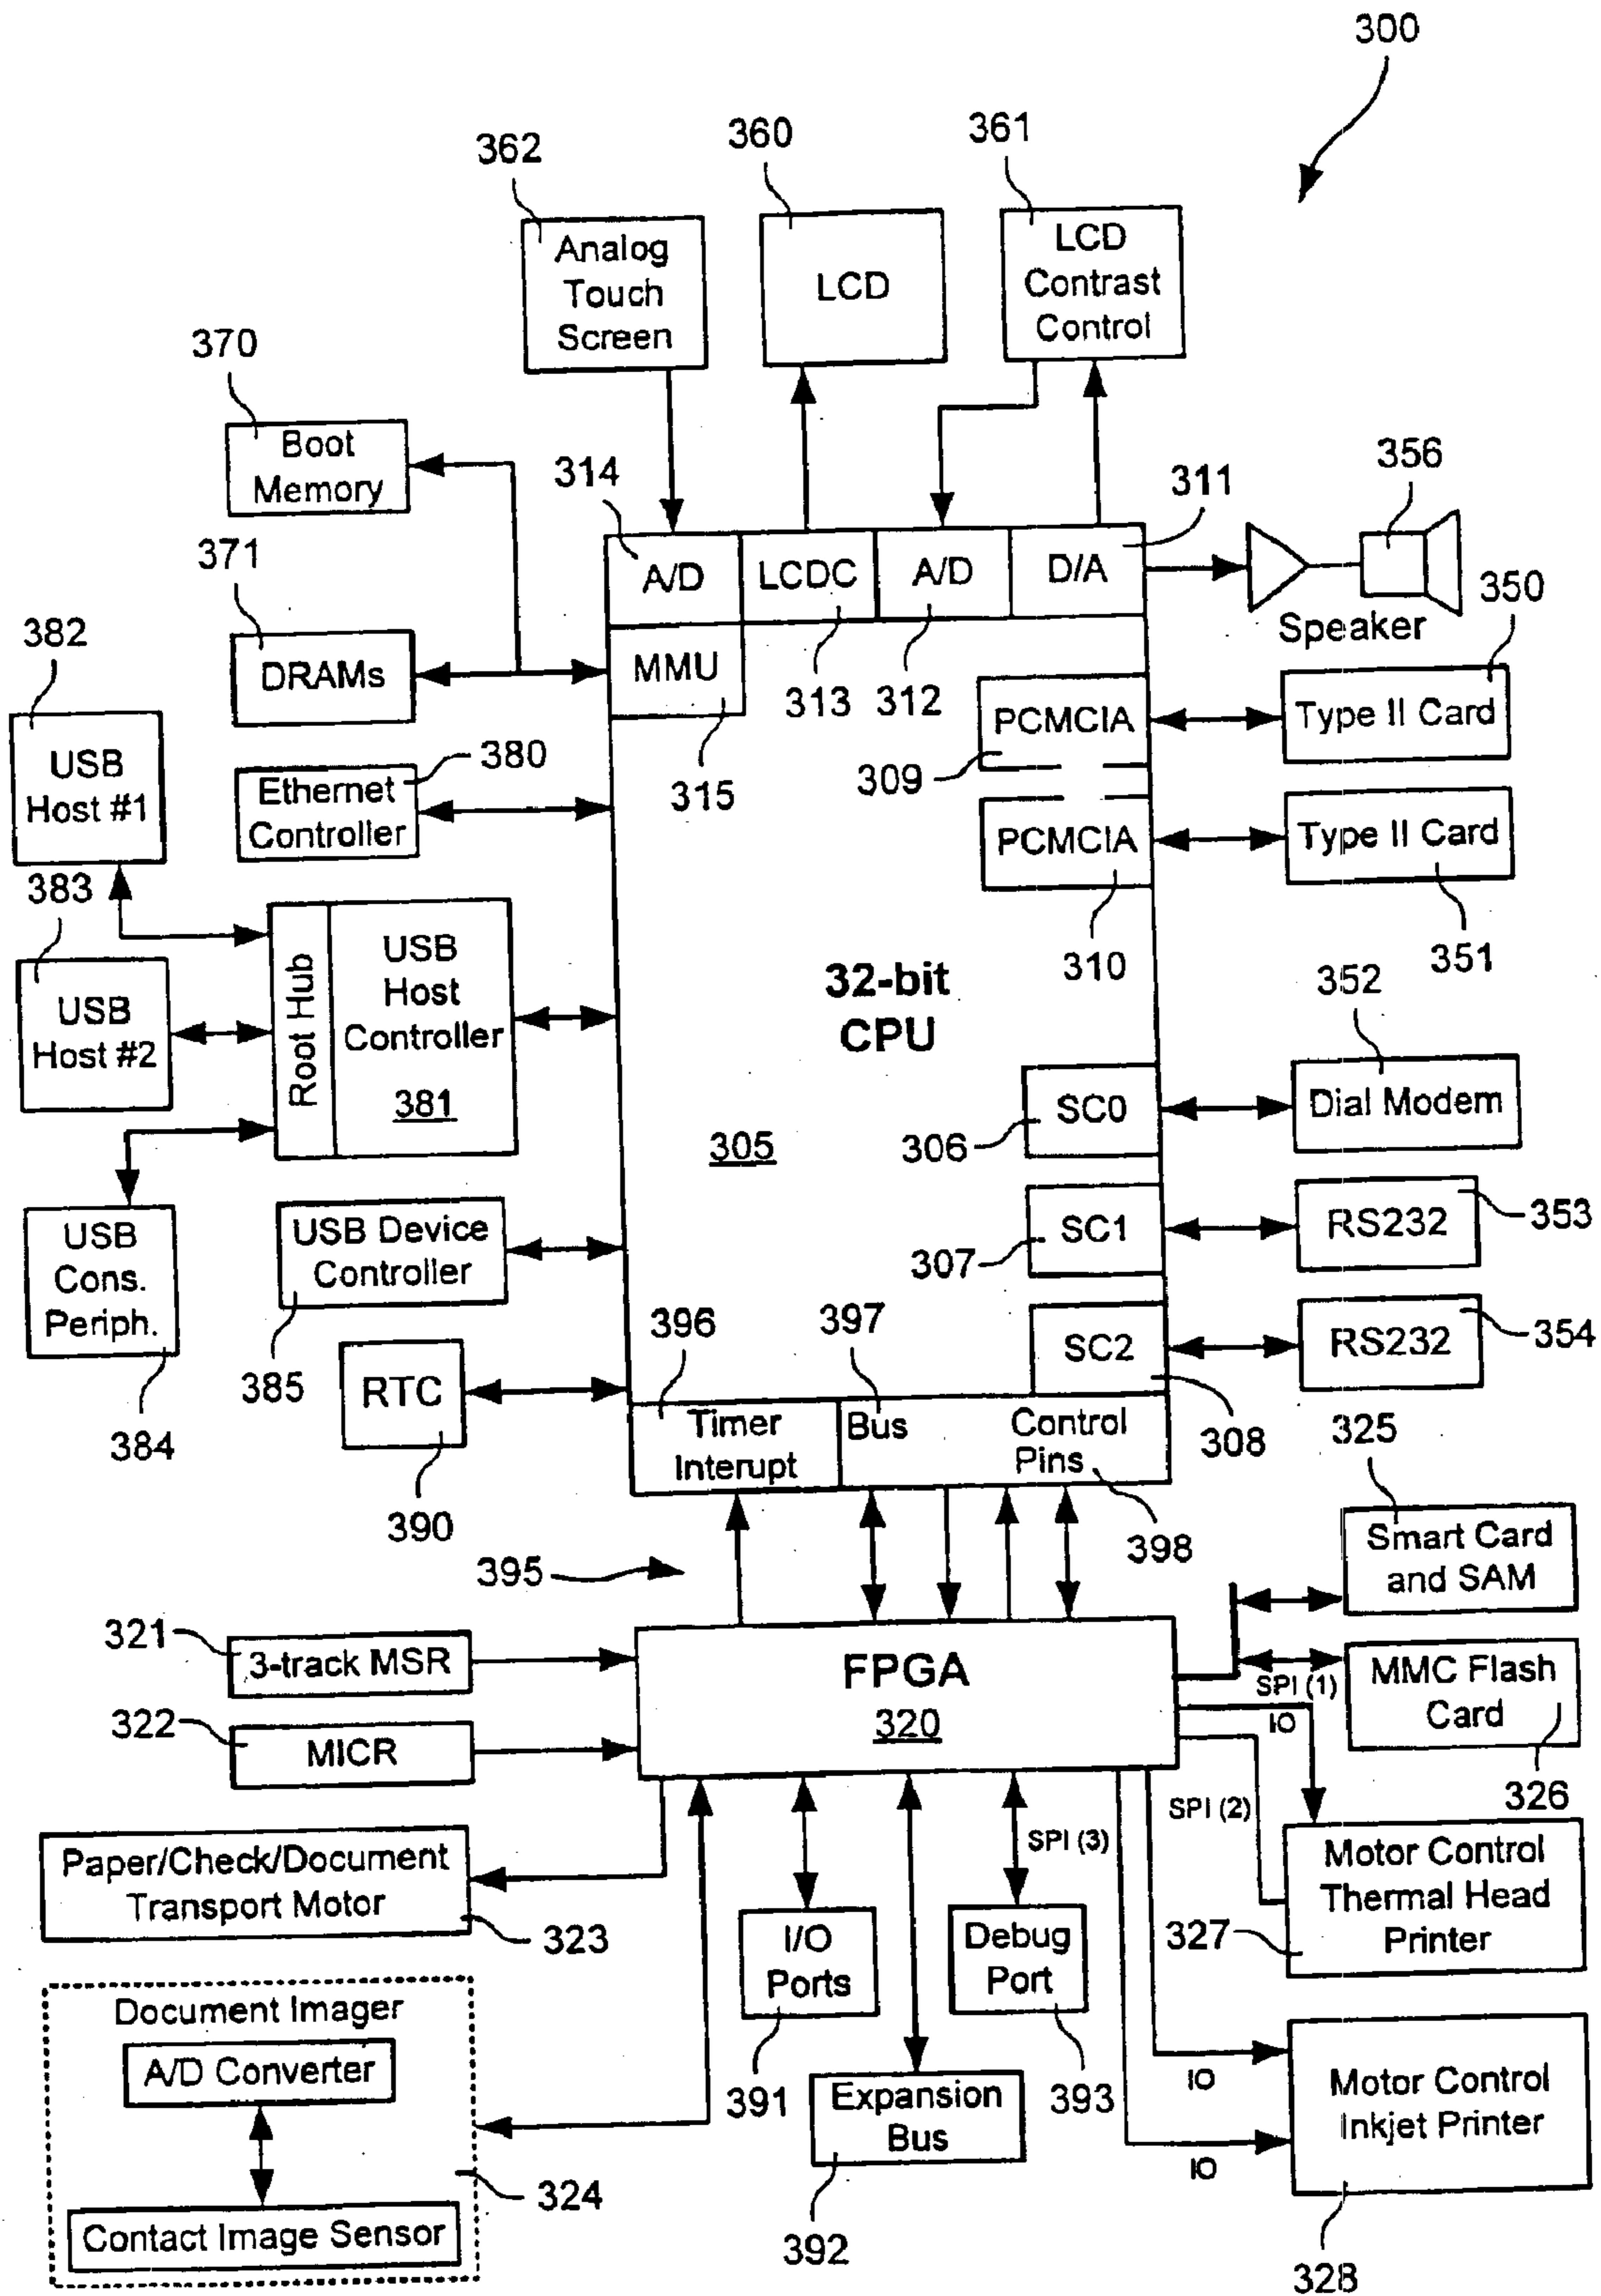 300
362
360
361
Analog
Touch
Screen
LCD
LCD
Contrast
Control
370
Boot
Memory
314
311
356
A/D
LCDC
A/D
D/A
Speaker
350
371
DRAMs
MMU
313
312
315
382
USB
Host #1
380
Ethernet
Controller
PCMCIA
309
Type II Card
PCMCIA
310
Type II Card
351
383
USB
Host #2
Root Hub
USB
Host
Controller
381
32-bit
CPU
305
352
SC0
306
Dial Modem
USB
Cons.
Periph.
384
USB Device
Controller
385
SC1
307
RS232
353
RTC
390
396
397
SC2
308
RS232
354
Timer
Interupt
Bus
Control
Pins
398
395
325
Smart Card
and SAM
321
3-track MSR
322
MICR
FPGA
320
SPI (1)
MMC Flash
Card
326
IO
SPI (2)
SPI (3)
Paper/Check/Document
Transport Motor
323
I/O
Ports
391
Debug
Port
393
Motor Control
Thermal Head
Printer
327
Document Imager
A/D Converter
Contact Image Sensor
324
Expansion
Bus
392
IO
IO
Motor Control
Inkjet Printer
328